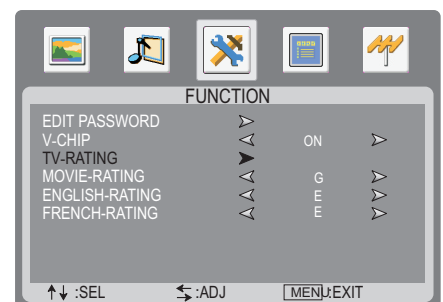 FUNCTION
EDIT PASSWORD
V-CHIP ON
TV-RATING
MOVIE-RATING G
ENGLISH-RATING E
FRENCH-RATING E
:SEL :ADJ MENU:EXIT